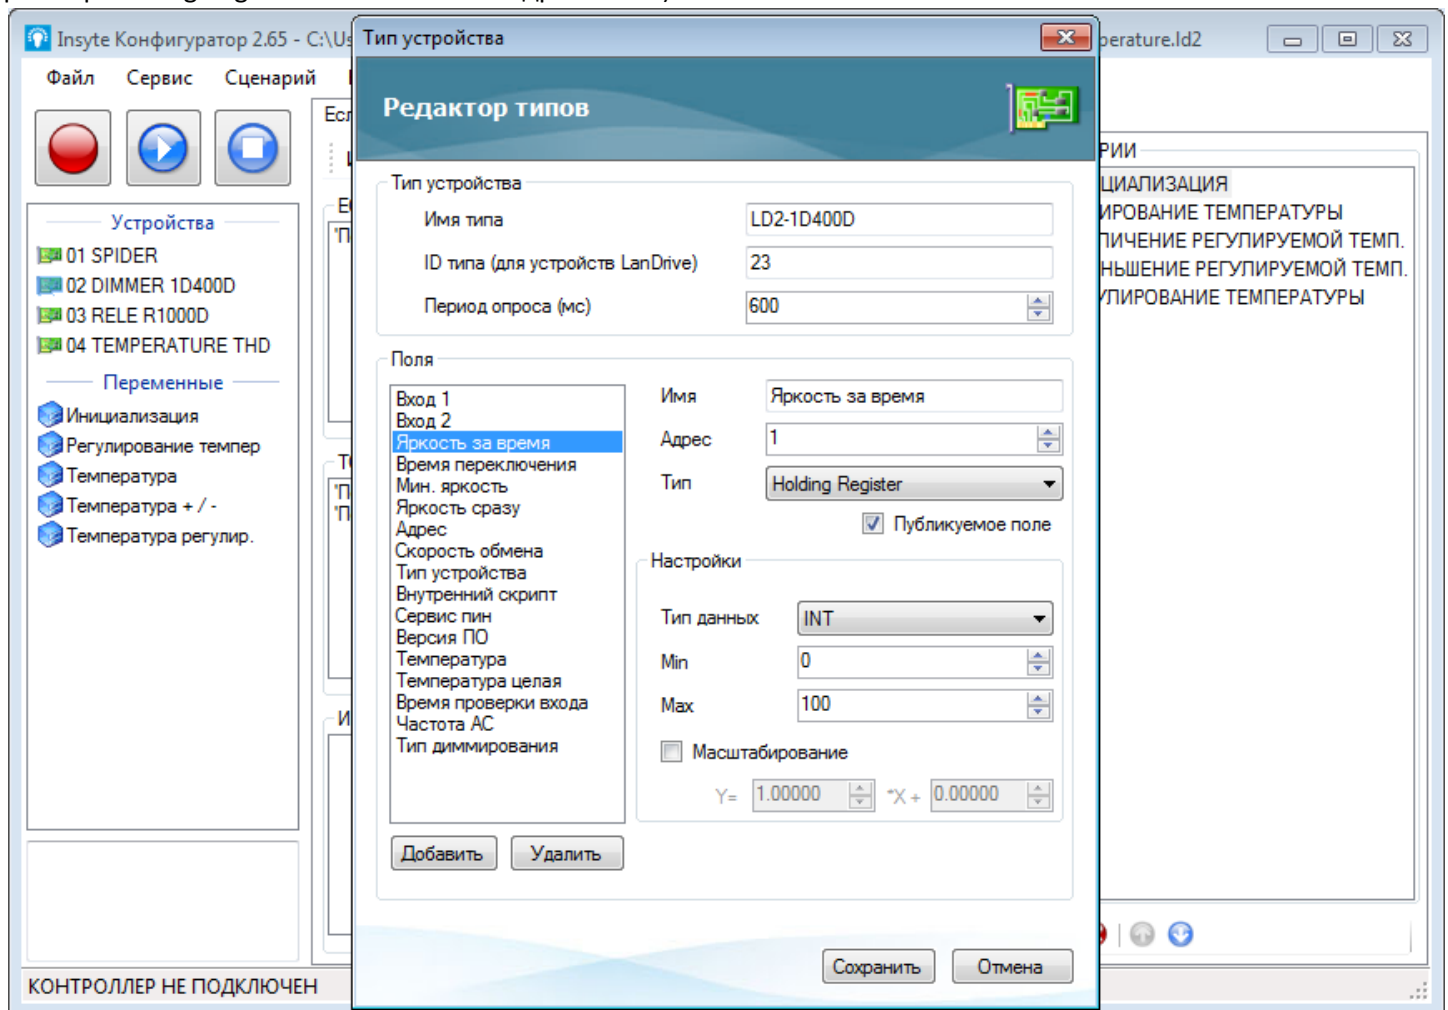 Insyte Конфигуратор 2.65 - C:\Us
Тип устройства
perature.ld2
Файл Сервис Сценарий
Редактор типов
Устройства
01 SPIDER
02 DIMMER 1D400D
03 RELE R1000D
04 TEMPERATURE THD
Переменные
Инициализация
Регулирование темпер
Температура
Температура + / -
Температура регулир.
Тип устройства
Имя типа LD2-1D400D
ID типа (для устройств LanDrive) 23
Период опроса (мс) 600
Поля
Вход 1
Вход 2
Яркость за время
Время переключения
Мин. яркость
Яркость сразу
Адрес
Скорость обмена
Тип устройства
Внутренний скрипт
Сервис пин
Версия ПО
Температура
Температура целая
Время проверки входа
Частота AC
Тип диммирования
Добавить Удалить
Имя Яркость за время
Адрес 1
Тип Holding Register
Публикуемое поле
Настройки
Тип данных INT
Min 0
Max 100
Масштабирование
Y= 1.00000 *X + 0.00000
Сохранить Отмена
РИИ
ЦИАЛИЗАЦИЯ
ИРОВАНИЕ ТЕМПЕРАТУРЫ
ЛИЧЕНИЕ РЕГУЛИРУЕМОЙ ТЕМП.
НЬШЕНИЕ РЕГУЛИРУЕМОЙ ТЕМП.
УЛИРОВАНИЕ ТЕМПЕРАТУРЫ
КОНТРОЛЛЕР НЕ ПОДКЛЮЧЕН